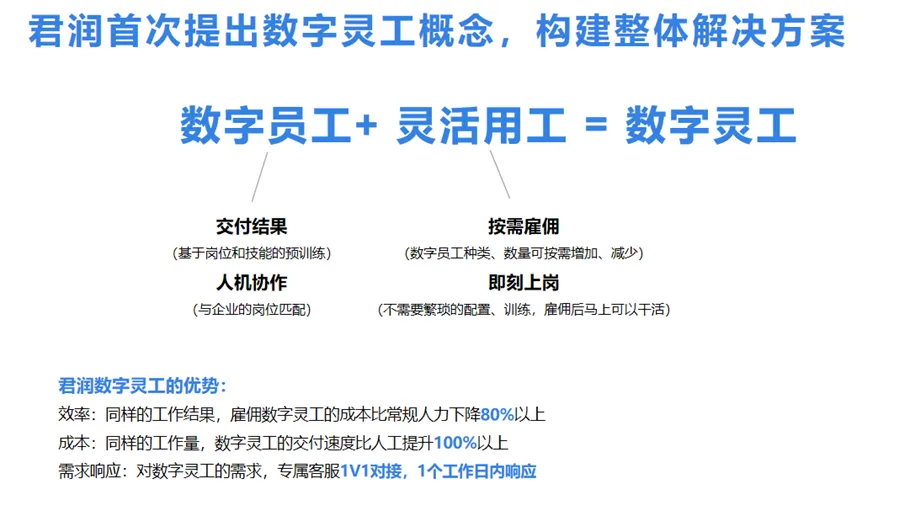 君润首次提出数字灵工概念，构建整体解决方案
数字员工+ 灵活用工 = 数字灵工
交付结果
（基于岗位和技能的预训练）
人机协作
（与企业的岗位匹配）
按需雇佣
（数字员工种类、数量可按需增加、减少）
即刻上岗
（不需要繁琐的配置、训练，雇佣后马上可以干活）
君润数字灵工的优势：
效率：同样的工作结果，雇佣数字灵工的成本比常规人力下降80%以上
成本：同样的工作量，数字灵工的交付速度比人工提升100%以上
需求响应：对数字灵工的需求，专属客服1V1对接，1个工作日内响应